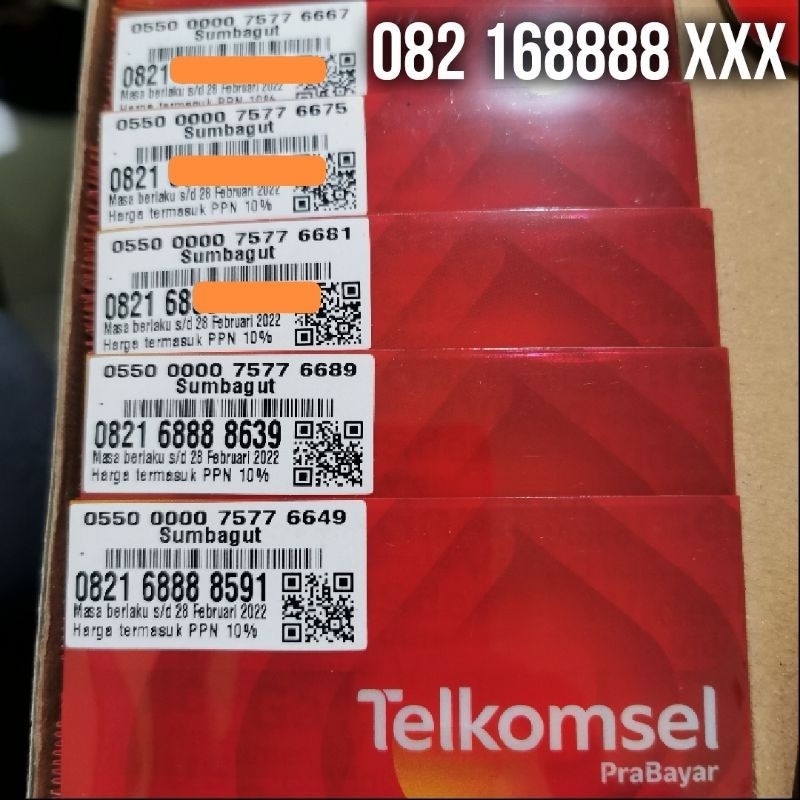 082 168888 XXX
0550 0000 7577 6667
Sumbagut
0821
Masa berlaku s/d 28 Februari 2022
Harga termasuk PPN 10%
0550 0000 7577 6675
Sumbagut
0821
Masa berlaku s/d 28 Februari 2022
Harga termasuk PPN 10%
0550 0000 7577 6681
Sumbagut
0821 68
Masa berlaku s/d 28 Februari 2022
Harga termasuk PPN 10%
0550 0000 7577 6689
Sumbagut
0821 6888 8639
Masa berlaku s/d 28 Februari 2022
Harga termasuk PPN 10%
0550 0000 7577 6649
Sumbagut
0821 6888 8591
Masa berlaku s/d 28 Februari 2022
Harga termasuk PPN 10%
Telkomsel
PraBayar